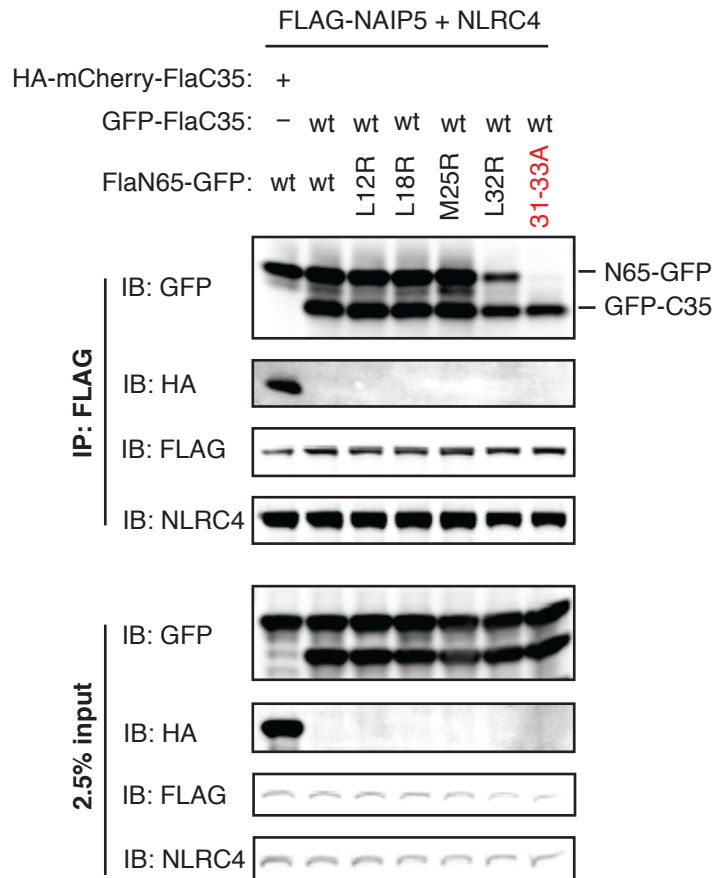 FLAG-NAIP5 + NLRC4
HA-mCherry-FlaC35: +
GFP-FlaC35: – wt wt wt wt wt wt
FlaN65-GFP: wt wt L12R L18R M25R L32R 31-33A
IP: FLAG
IB: GFP
N65-GFP
GFP-C35
IB: HA
IB: FLAG
IB: NLRC4
2.5% input
IB: GFP
IB: HA
IB: FLAG
IB: NLRC4